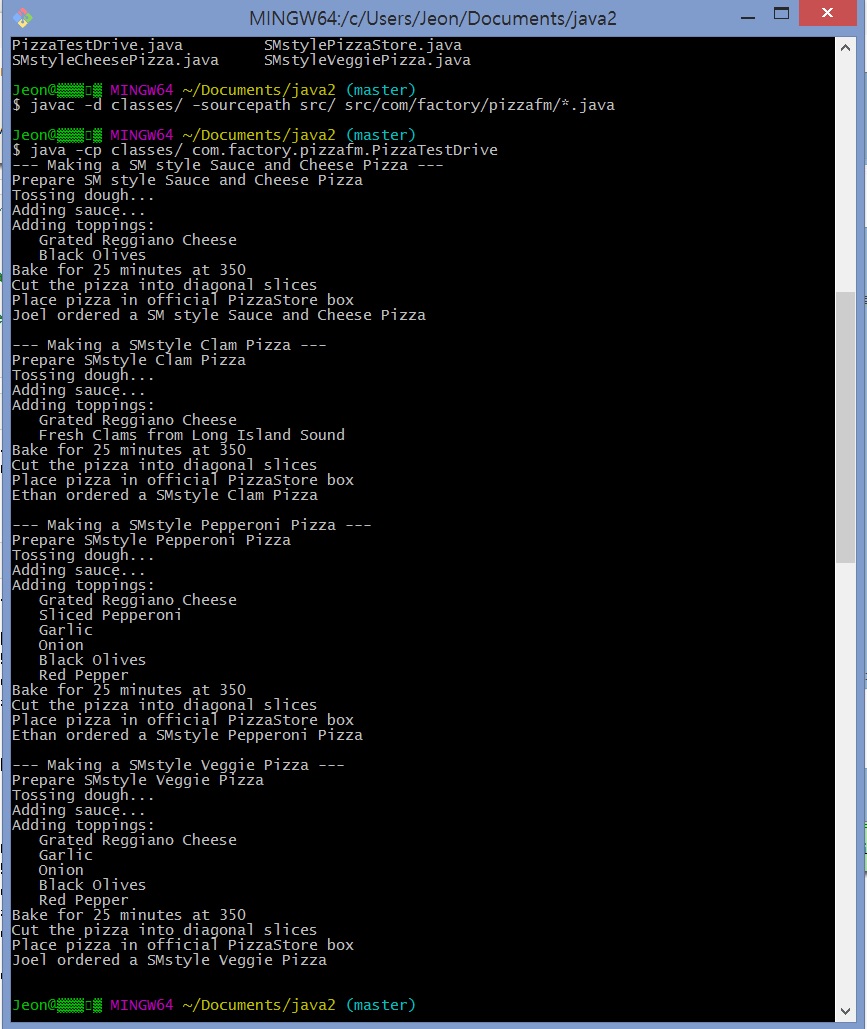 MINGW64:/c/Users/Jeon/Documents/java2
PizzaTestDrive.java         SMstylePizzaStore.java
SMstyleCheesePizza.java     SMstyleVeggiePizza.java
Jeon@▒▒▒▯▒ MINGW64 ~/Documents/java2 (master)
$ javac -d classes/ -sourcepath src/ src/com/factory/pizzafm/*.java
Jeon@▒▒▒▯▒ MINGW64 ~/Documents/java2 (master)
$ java -cp classes/ com.factory.pizzafm.PizzaTestDrive
--- Making a SM style Sauce and Cheese Pizza ---
Prepare SM style Sauce and Cheese Pizza
Tossing dough...
Adding sauce...
Adding toppings:
   Grated Reggiano Cheese
   Black Olives
Bake for 25 minutes at 350
Cut the pizza into diagonal slices
Place pizza in official PizzaStore box
Joel ordered a SM style Sauce and Cheese Pizza
--- Making a SMstyle Clam Pizza ---
Prepare SMstyle Clam Pizza
Tossing dough...
Adding sauce...
Adding toppings:
   Grated Reggiano Cheese
   Fresh Clams from Long Island Sound
Bake for 25 minutes at 350
Cut the pizza into diagonal slices
Place pizza in official PizzaStore box
Ethan ordered a SMstyle Clam Pizza
--- Making a SMstyle Pepperoni Pizza ---
Prepare SMstyle Pepperoni Pizza
Tossing dough...
Adding sauce...
Adding toppings:
   Grated Reggiano Cheese
   Sliced Pepperoni
   Garlic
   Onion
   Black Olives
   Red Pepper
Bake for 25 minutes at 350
Cut the pizza into diagonal slices
Place pizza in official PizzaStore box
Ethan ordered a SMstyle Pepperoni Pizza
--- Making a SMstyle Veggie Pizza ---
Prepare SMstyle Veggie Pizza
Tossing dough...
Adding sauce...
Adding toppings:
   Grated Reggiano Cheese
   Garlic
   Onion
   Black Olives
   Red Pepper
Bake for 25 minutes at 350
Cut the pizza into diagonal slices
Place pizza in official PizzaStore box
Joel ordered a SMstyle Veggie Pizza
Jeon@▒▒▒▯▒ MINGW64 ~/Documents/java2 (master)